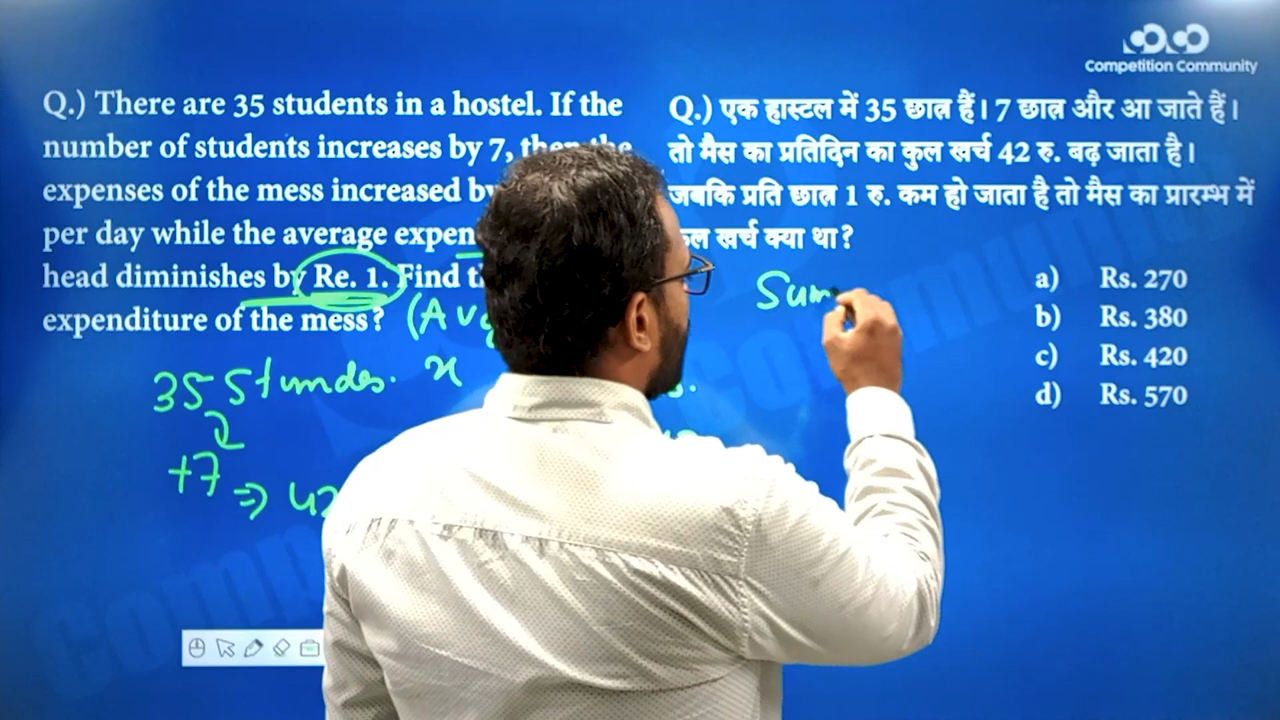 Competition Community
Q.) There are 35 students in a hostel. If the
number of students increases by 7, then the
expenses of the mess increased by
per day while the average expen
head diminishes by Re. 1. Find t
expenditure of the mess? (Avg
35 Stundes. x
+7 ⇒ 42
Q.) एक हास्टल में 35 छात्र हैं। 7 छात्र और आ जाते हैं।
तो मैस का प्रतिदिन का कुल खर्च 42 रु. बढ़ जाता है।
जबकि प्रति छात्र 1 रु. कम हो जाता है तो मैस का प्रारम्भ में
खर्च क्या था?
Sum
a) Rs. 270
b) Rs. 380
c) Rs. 420
d) Rs. 570